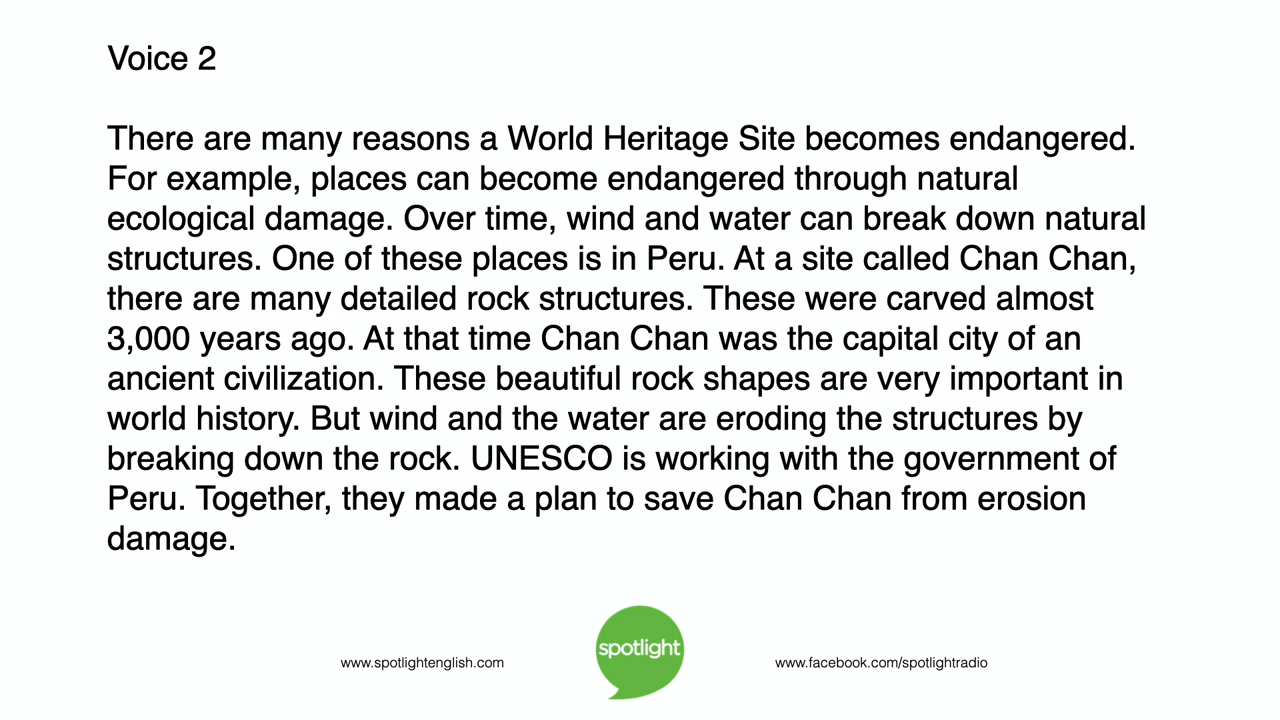 Voice 2
There are many reasons a World Heritage Site becomes endangered.
For example, places can become endangered through natural
ecological damage. Over time, wind and water can break down natural
structures. One of these places is in Peru. At a site called Chan Chan,
there are many detailed rock structures. These were carved almost
3,000 years ago. At that time Chan Chan was the capital city of an
ancient civilization. These beautiful rock shapes are very important in
world history. But wind and the water are eroding the structures by
breaking down the rock. UNESCO is working with the government of
Peru. Together, they made a plan to save Chan Chan from erosion
damage.
www.spotlightenglish.com
spotlight
www.facebook.com/spotlightradio